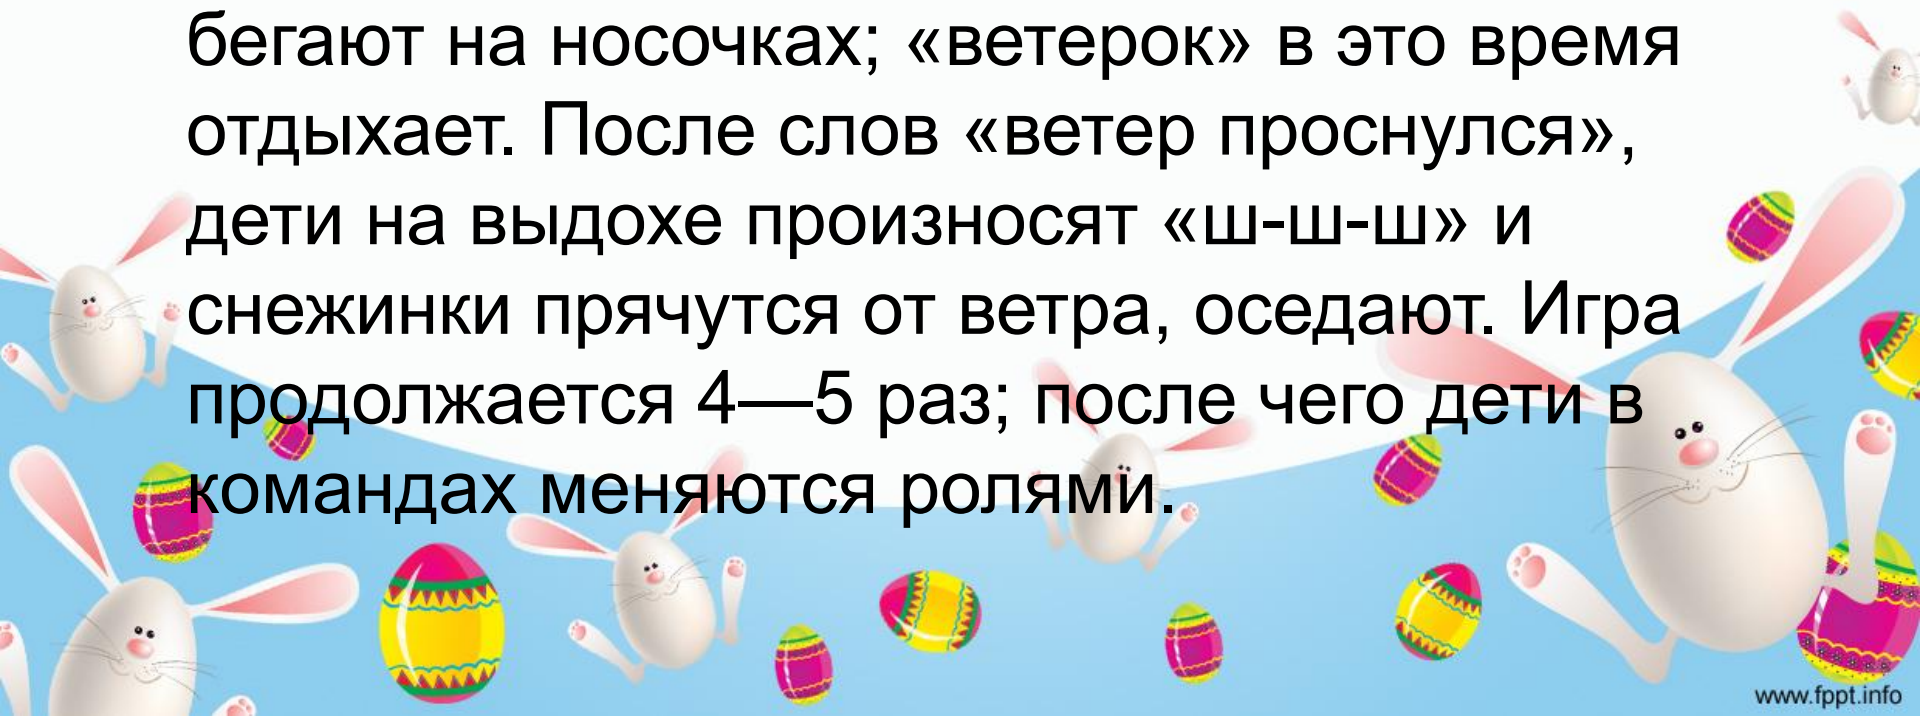 бегают на носочках; «ветерок» в это время
отдыхает. После слов «ветер проснулся»,
дети на выдохе произносят «ш-ш-ш» и
снежинки прячутся от ветра, оседают. Игра
продолжается 4—5 раз; после чего дети в
командах меняются ролями.
www.fppt.info